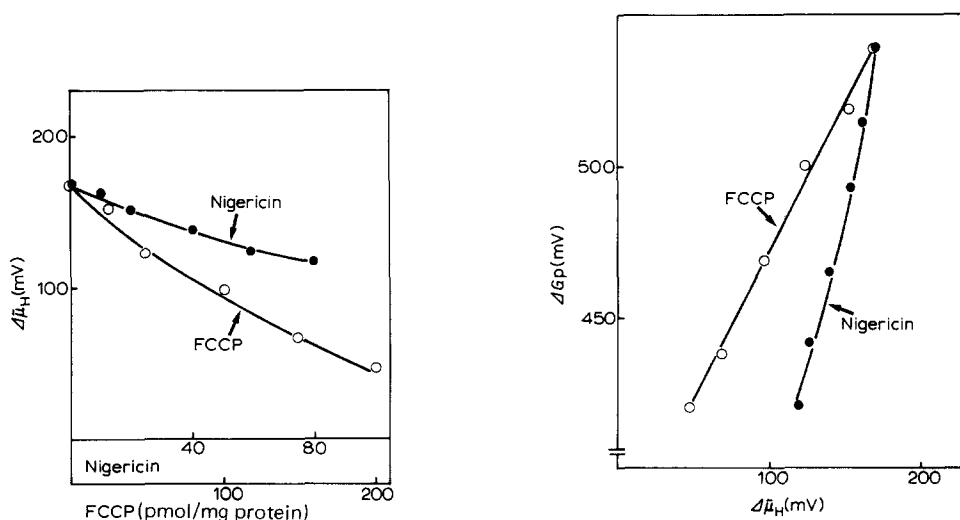 200
Nigericin
Δμ̃H(mV)
100
FCCP
40
80
Nigericin
100
200
FCCP(pmol/mg protein)
500
FCCP
ΔGp(mV)
450
Nigericin
100
200
Δμ̃H(mV)